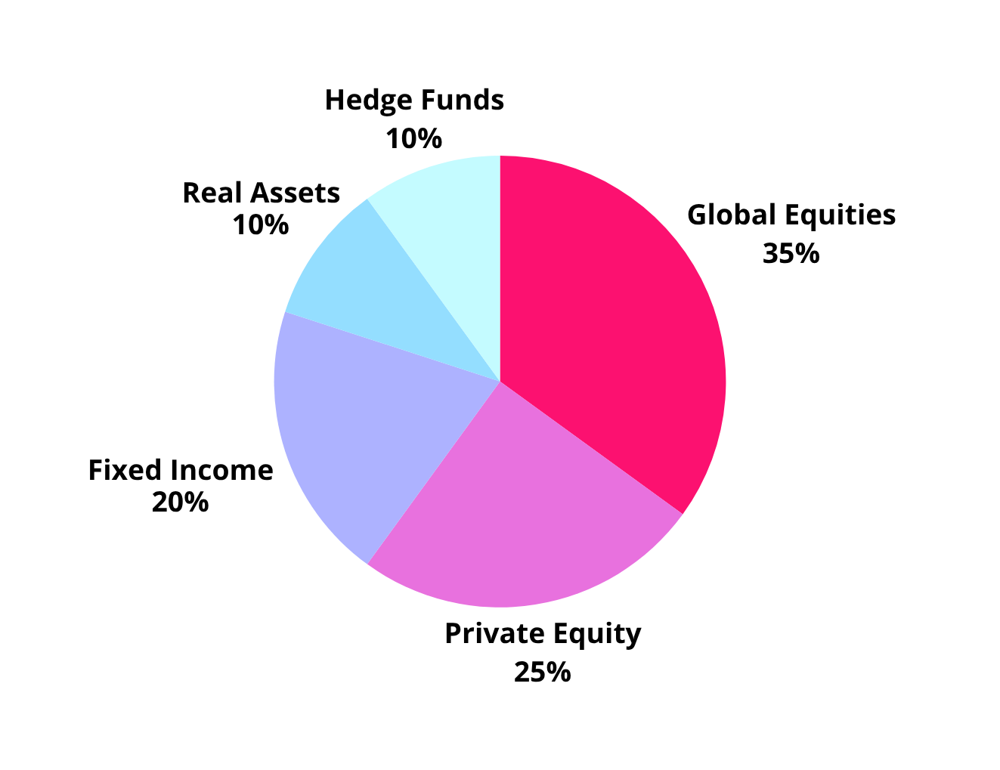 Hedge Funds
10%
Real Assets
10%
Global Equities
35%
Fixed Income
20%
Private Equity
25%